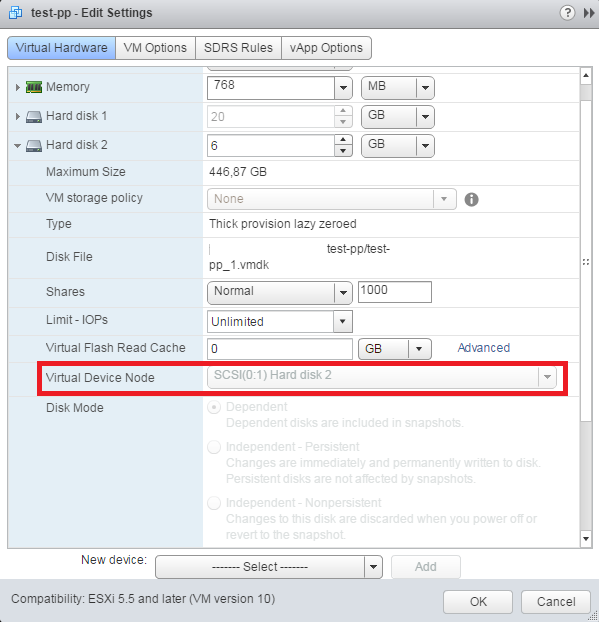 test-pp - Edit Settings
Virtual Hardware VM Options SDRS Rules vApp Options
Memory 768 MB
Hard disk 1 20 GB
Hard disk 2 6 GB
Maximum Size 446,87 GB
VM storage policy None
Type Thick provision lazy zeroed
Disk File test-pp/test-
pp_1.vmdk
Shares Normal 1000
Limit - IOPs Unlimited
Virtual Flash Read Cache 0 GB Advanced
Virtual Device Node SCSI(0:1) Hard disk 2
Disk Mode Dependent
Dependent disks are included in snapshots.
Independent - Persistent
Changes are immediately and permanently written to disk.
Persistent disks are not affected by snapshots.
Independent - Nonpersistent
Changes to this disk are discarded when you power off or
revert to the snapshot.
New device: ------- Select ------- Add
Compatibility: ESXi 5.5 and later (VM version 10) OK Cancel